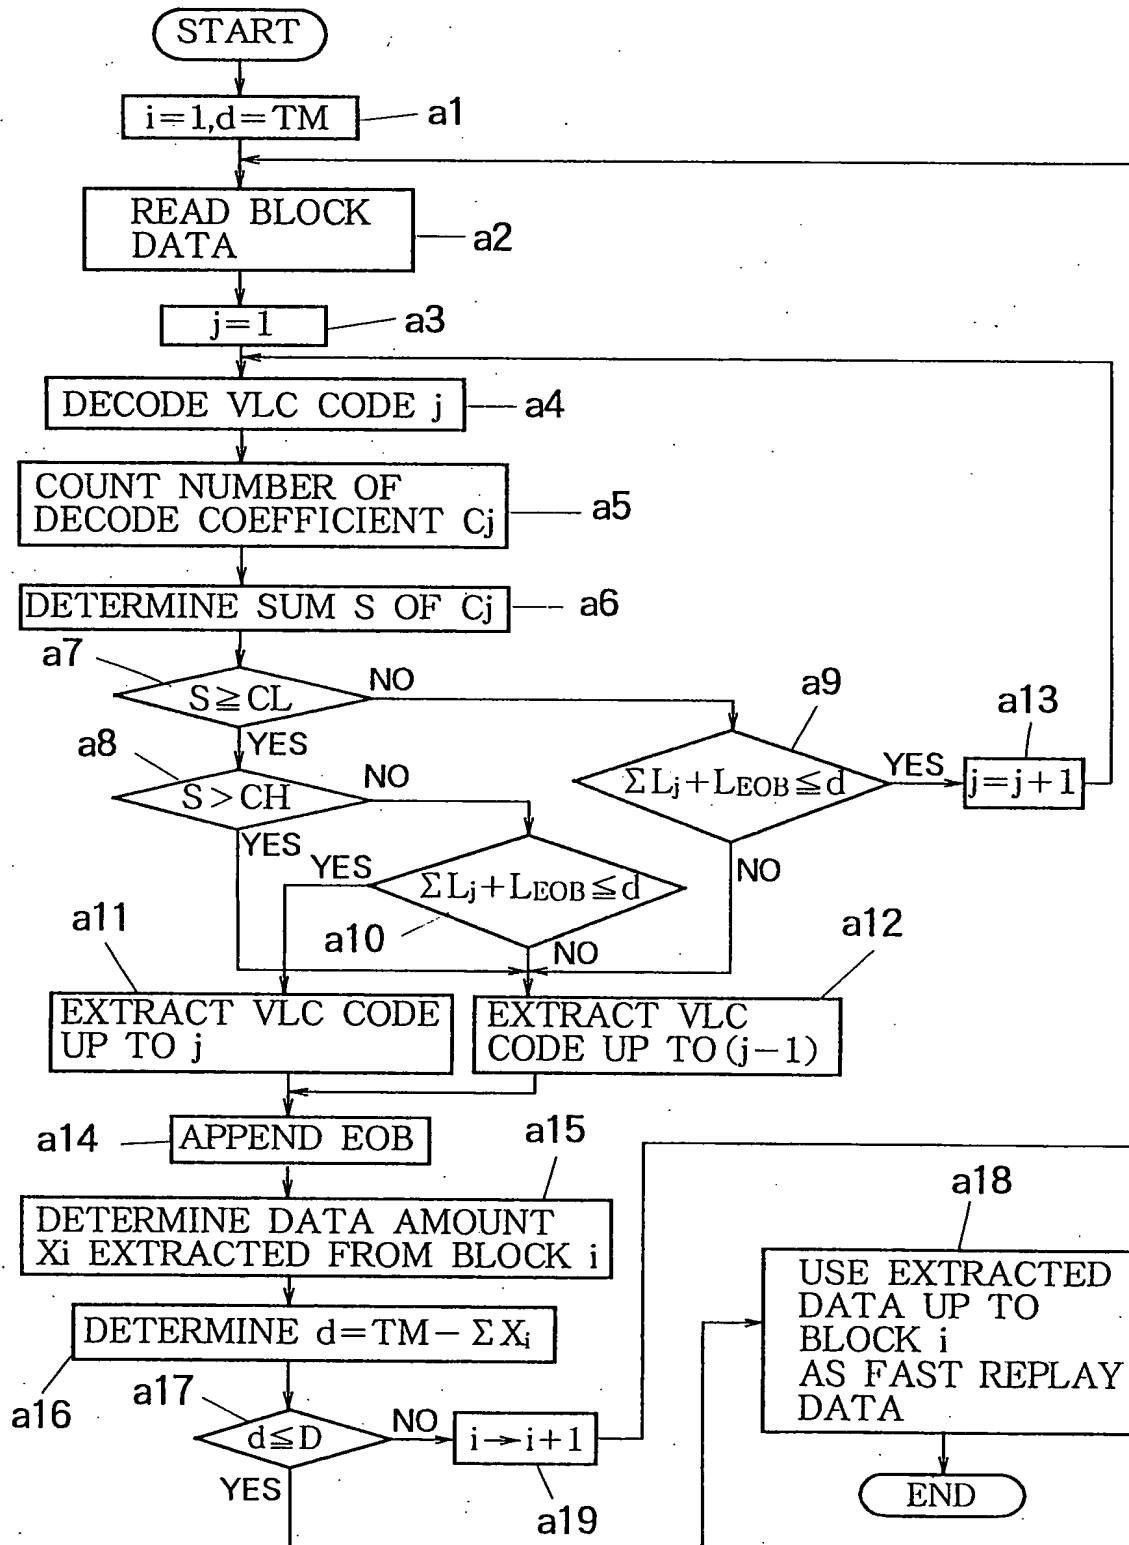 START
i=1,d=TM
a1
READ BLOCK
DATA
a2
j=1
a3
DECODE VLC CODE j
a4
COUNT NUMBER OF
DECODE COEFFICIENT Cj
a5
DETERMINE SUM S OF Cj
a6
a7
S≧CL
NO
YES
a9
ΣLj+LEOB≦d
YES
NO
a13
j=j+1
a8
S>CH
NO
YES
YES
ΣLj+LEOB≦d
a10
NO
a11
EXTRACT VLC CODE
UP TO j
a12
EXTRACT VLC
CODE UP TO(j-1)
a14
APPEND EOB
a15
DETERMINE DATA AMOUNT
Xi EXTRACTED FROM BLOCK i
DETERMINE d=TM-ΣXi
a16
a17
d≦D
NO
YES
i→i+1
a19
a18
USE EXTRACTED
DATA UP TO
BLOCK i
AS FAST REPLAY
DATA
END